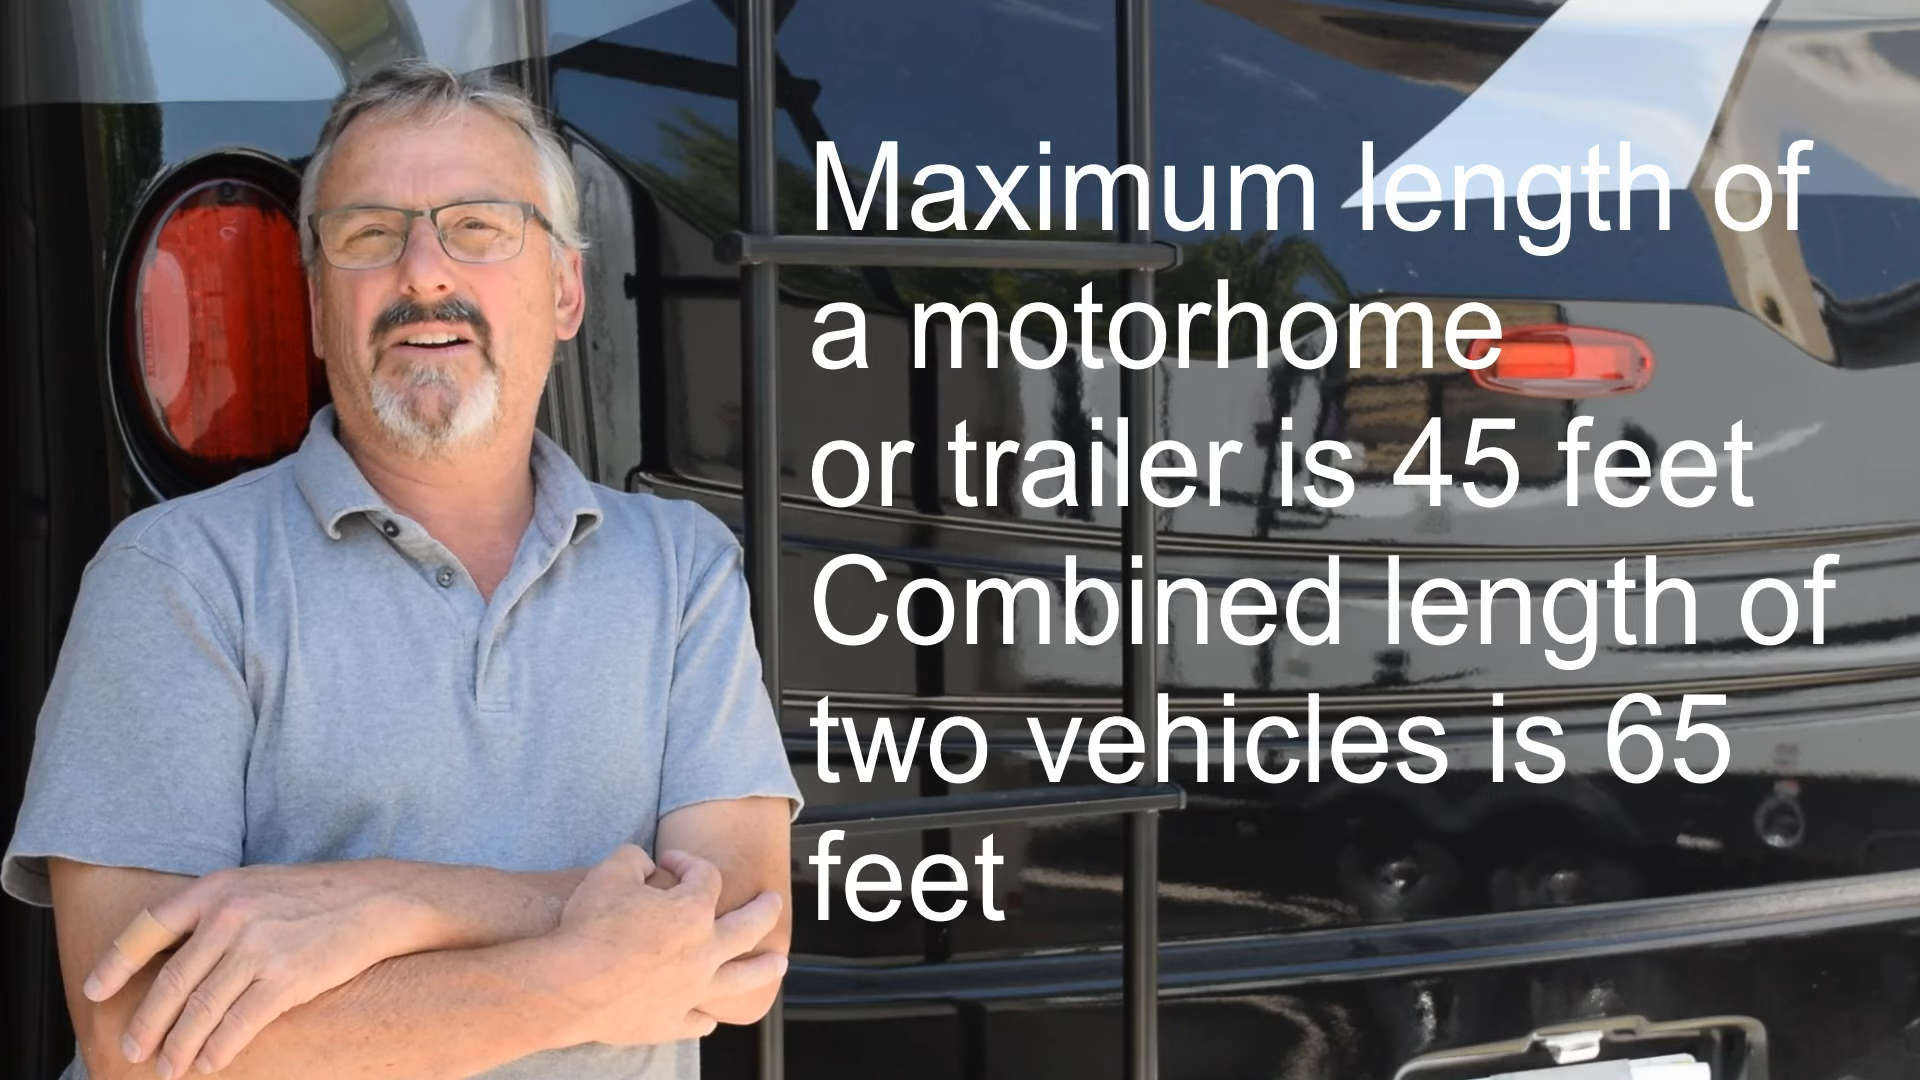 Maximum length of
a motorhome
or trailer is 45 feet
Combined length of
two vehicles is 65
feet